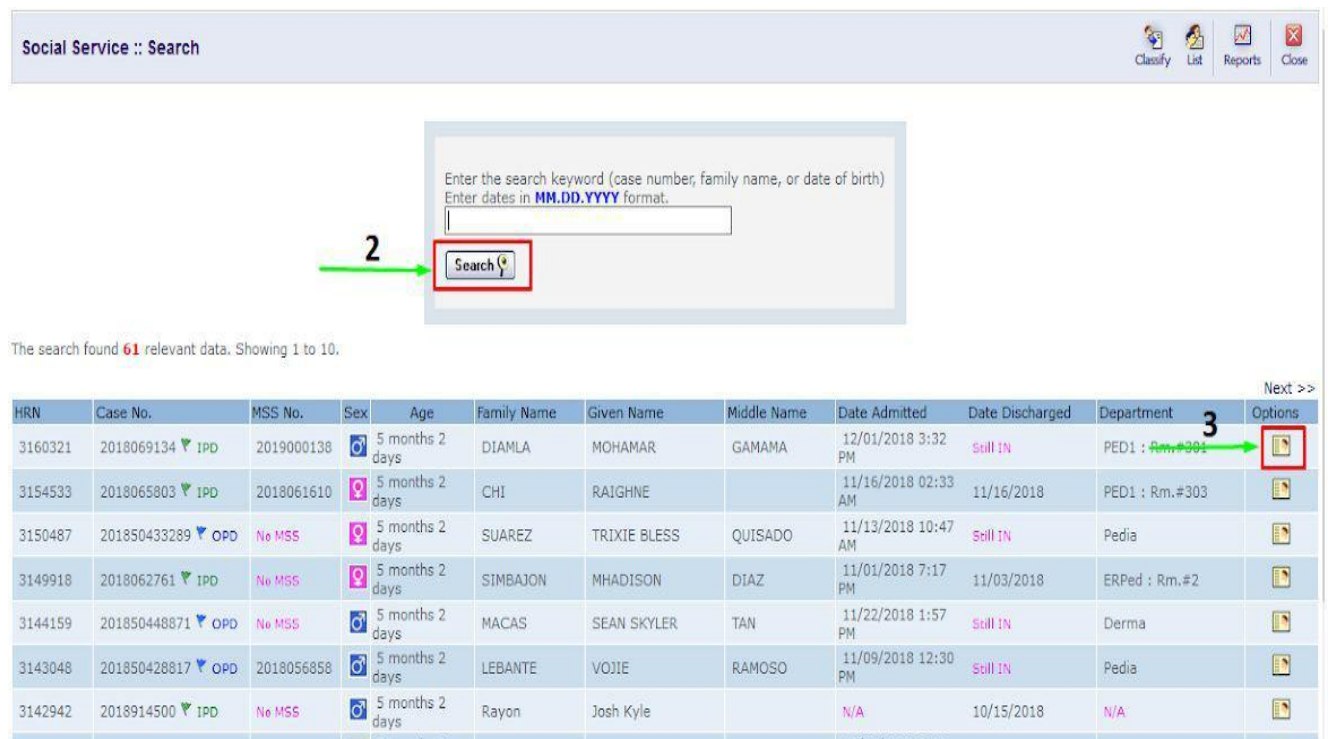 Social Service :: Search
Classify List Reports Close
Enter the search keyword (case number, family name, or date of birth)
Enter dates in MM.DD.YYYY format.
2
Search
The search found 61 relevant data. Showing 1 to 10.
Next >>
HRN Case No. MSS No. Sex Age Family Name Given Name Middle Name Date Admitted Date Discharged Department Options
3
3160321 2018069134 IPD 2019000138 5 months 2 days DIAMLA MOHAMAR GAMAMA 12/01/2018 3:32 PM Still IN PED1 : Rm.#301
3154533 2018065803 IPD 2018061610 5 months 2 days CHI RAIGHNE 11/16/2018 02:33 AM 11/16/2018 PED1 : Rm.#303
3150487 201850433289 OPD No MSS 5 months 2 days SUAREZ TRIXIE BLESS QUISADO 11/13/2018 10:47 AM Still IN Pedia
3149918 2018062761 IPD No MSS 5 months 2 days SIMBAJON MHADISON DIAZ 11/01/2018 7:17 PM 11/03/2018 ERPed : Rm.#2
3144159 201850448871 OPD No MSS 5 months 2 days MACAS SEAN SKYLER TAN 11/22/2018 1:57 PM Still IN Derma
3143048 201850428817 OPD 2018056858 5 months 2 days LEBANTE VOJIE RAMOSO 11/09/2018 12:30 PM Still IN Pedia
3142942 2018914500 IPD No MSS 5 months 2 days Rayon Josh Kyle N/A 10/15/2018 N/A